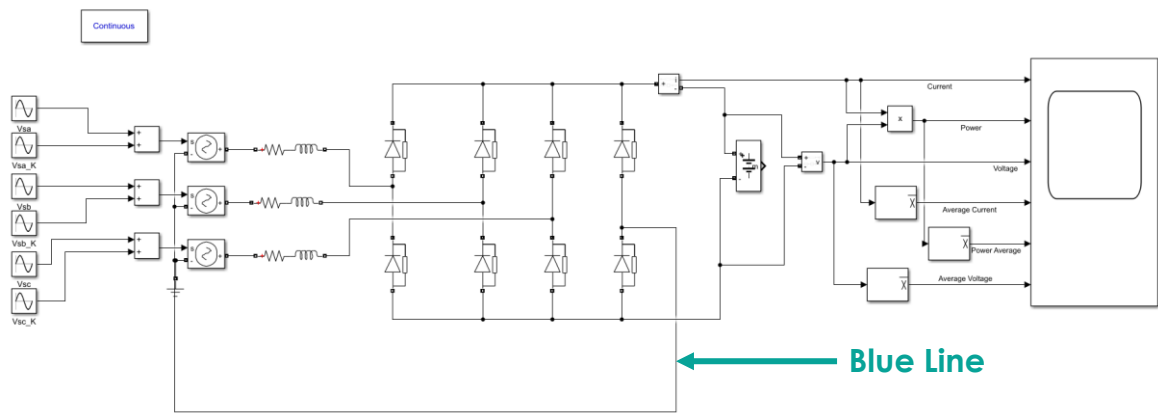 Continuous
Vsa
Vsa_K
Vsb
Vsb_K
Vsc
Vsc_K
+
+
+
+
+
+
s
-
+
s
-
+
s
-
+
+
i
-
+
m
-
+
v
-
x
Current
Power
Voltage
X
Average Current
X
Power Average
X
Average Voltage
Blue Line